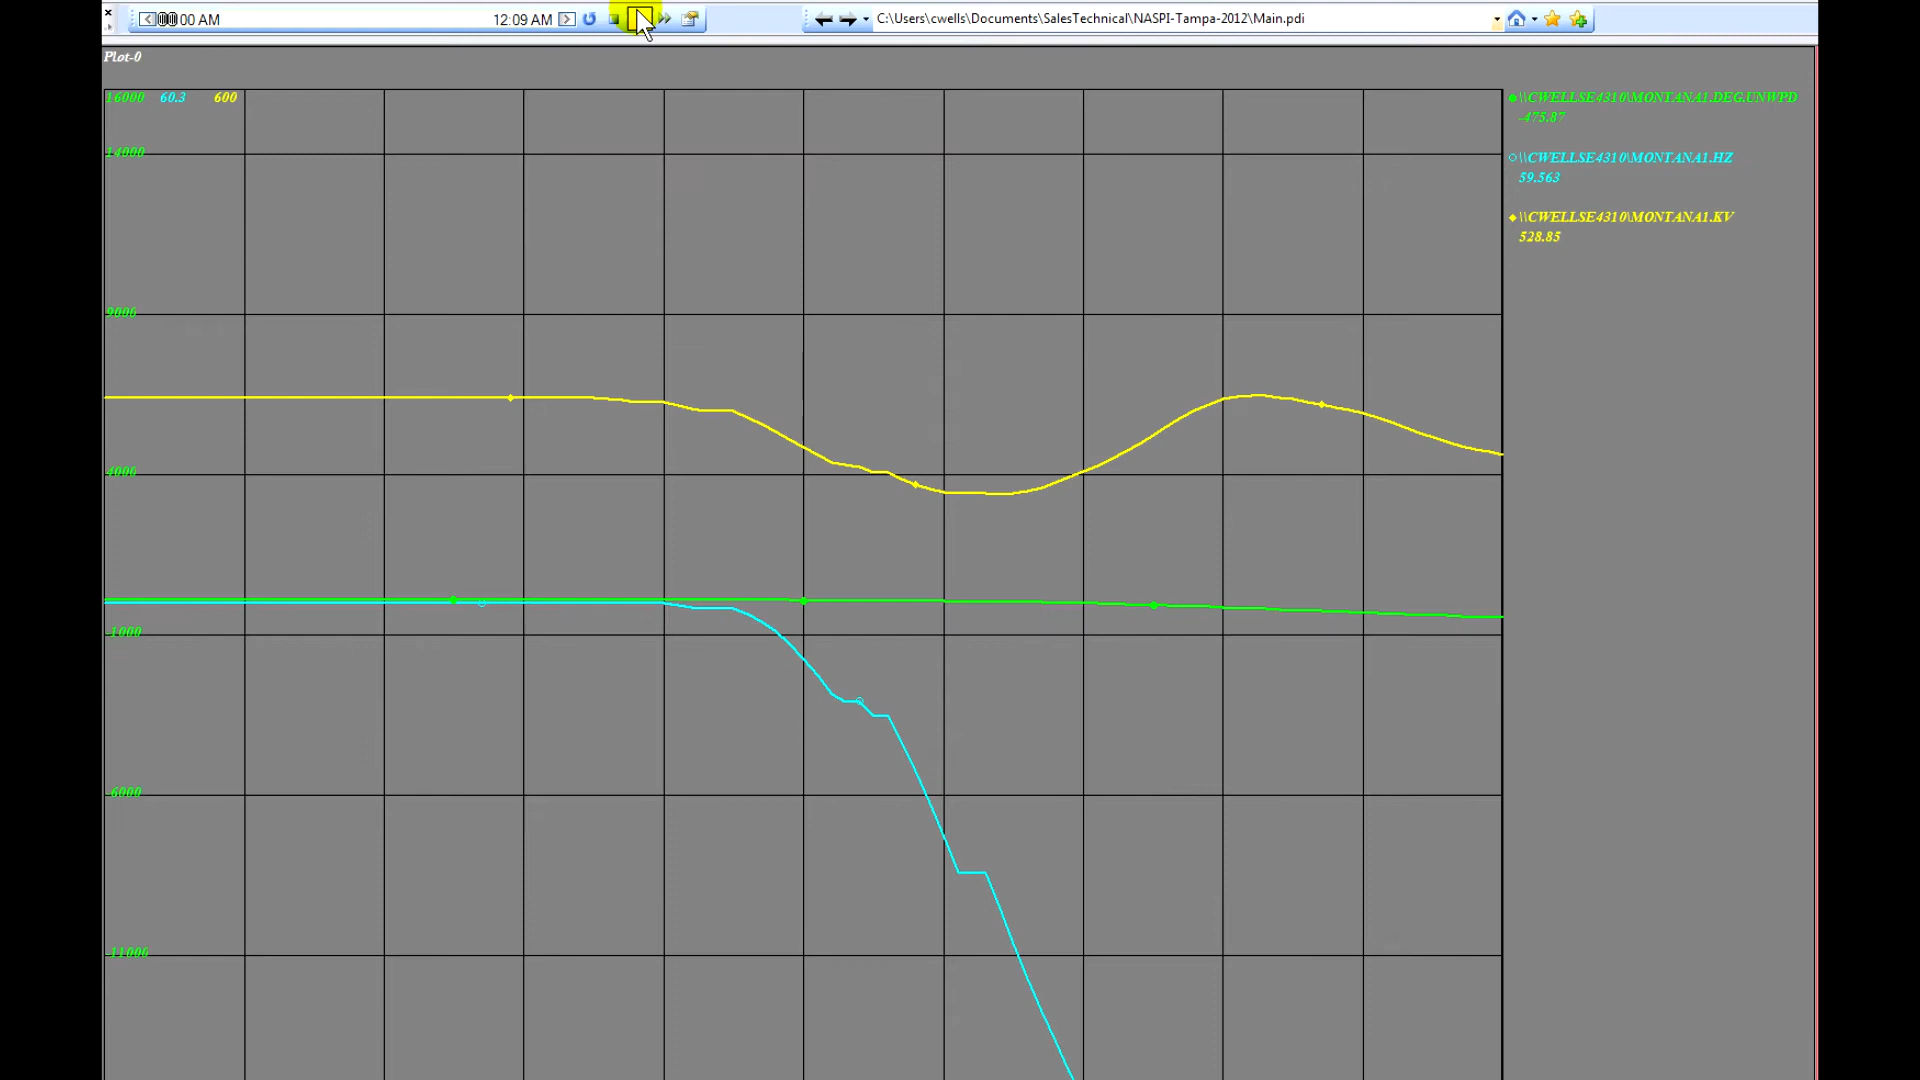 00 AM 12:09 AM C:\Users\cwells\Documents\SalesTechnical\NASPI-Tampa-2012\Main.pdi
Plot-0
16000 60.3 600
14000
9000
4000
-1000
-6000
-11000
\\CWELLSE4310\MONTANA1.DEG.UNWPD
-475.87
\\CWELLSE4310\MONTANA1.HZ
59.563
\\CWELLSE4310\MONTANA1.KV
528.85